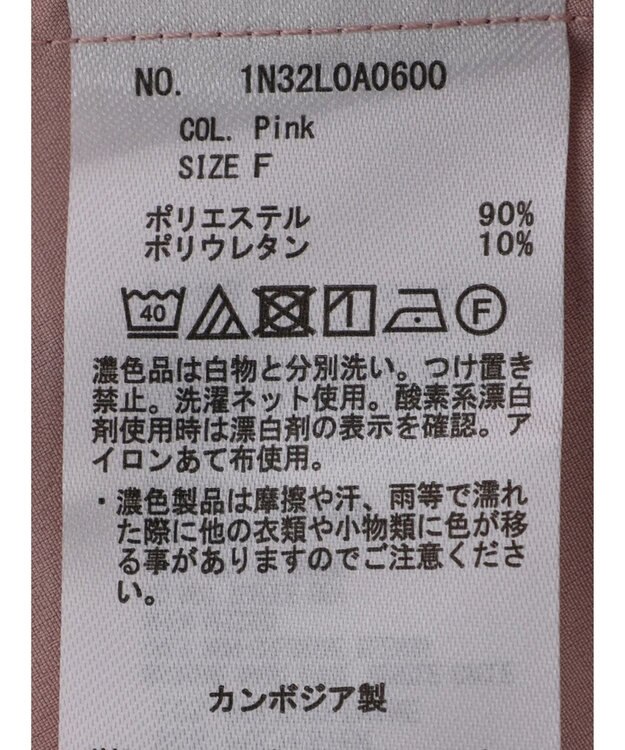 NO. 1N32L0A0600
COL. Pink
SIZE F
ポリエステル 90%
ポリウレタン 10%
40 F
濃色品は白物と分別洗い。つけ置き
禁止。洗濯ネット使用。酸素系漂白
剤使用時は漂白剤の表示を確認。ア
イロンあて布使用。
・濃色製品は摩擦や汗、雨等で濡れ
た際に他の衣類や小物類に色が移
る事がありますのでご注意くださ
い。
カンボジア製